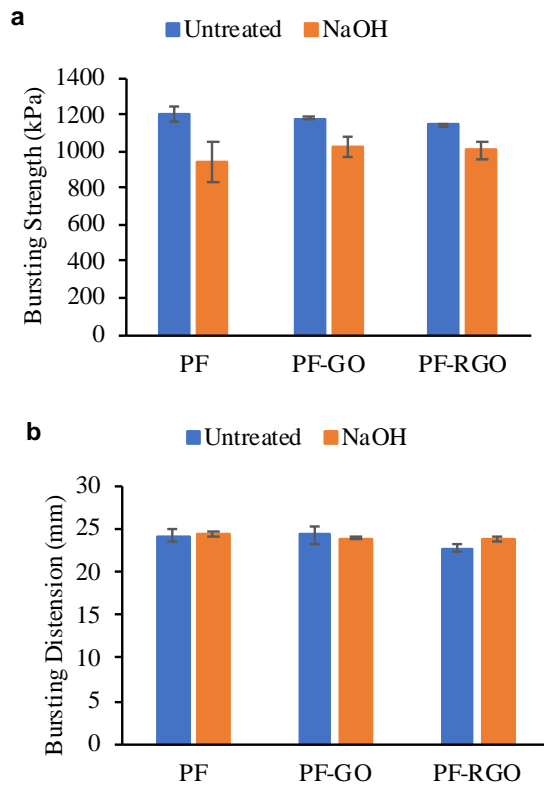 a
Untreated NaOH
Bursting Strength (kPa)
1400
1200
1000
800
600
400
200
0
PF PF-GO PF-RGO
b
Untreated NaOH
Bursting Distension (mm)
30
25
20
15
10
5
0
PF PF-GO PF-RGO